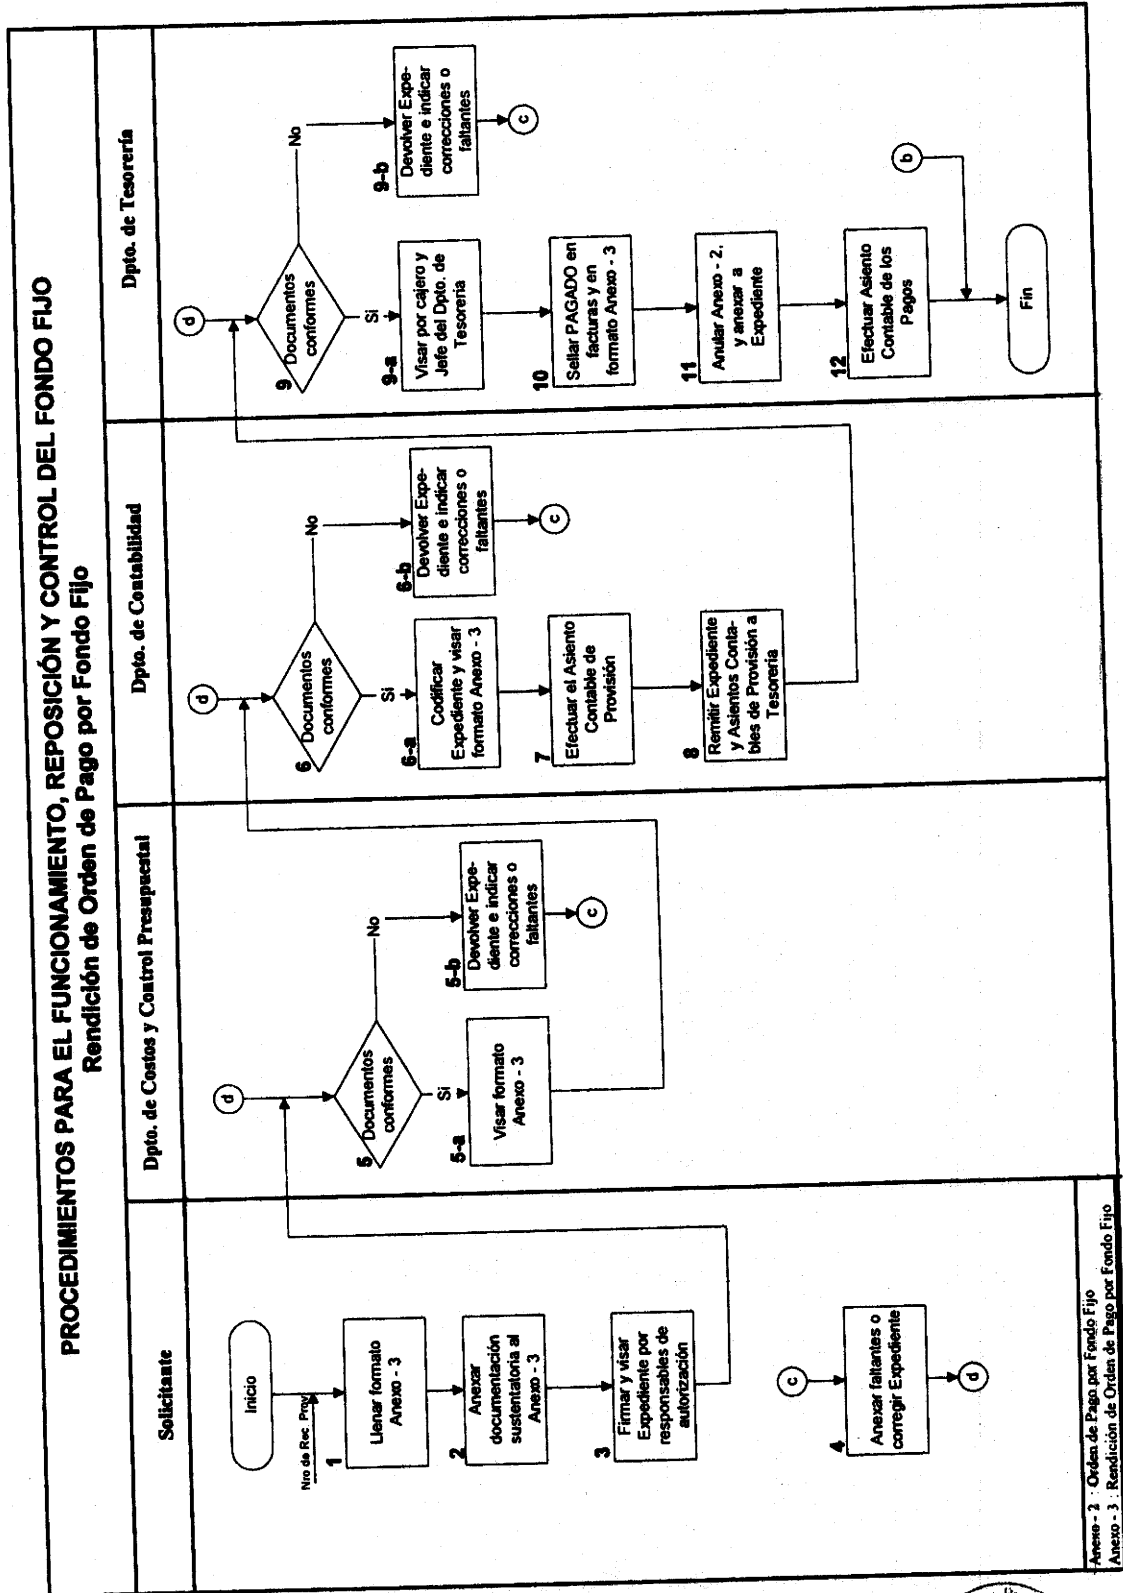 PROCEDIMIENTOS PARA EL FUNCIONAMIENTO, REPOSICIÓN Y CONTROL DEL FONDO FIJO
Rendición de Orden de Pago por Fondo Fijo
Solicitante
Inicio
Nro de Rec. Prov
1
Llenar formato
Anexo - 3
2
Anexar
documentación
sustentatoria al
Anexo - 3
3
Firmar y visar
Expediente por
responsables de
autorización
c
4
Anexar faltantes o
corregir Expediente
d
Dpto. de Costos y Control Presupuestal
d
5
Documentos
conformes
No
Si
5-a
Visar formato
Anexo - 3
5-b
Devolver Expe-
diente e indicar
correcciones o
faltantes
c
Dpto. de Contabilidad
d
6
Documentos
conformes
No
Si
6-a
Codificar
Expediente y visar
formato Anexo - 3
6-b
Devolver Expe-
diente e indicar
correcciones o
faltantes
c
7
Efectuar el Asiento
Contable de
Provisión
8
Remitir Expediente
y Asientos Conta-
bles de Provisión a
Tesorería
Dpto. de Tesorería
d
9
Documentos
conformes
No
Si
9-a
Visar por cajero y
Jefe del Dpto. de
Tesorería
9-b
Devolver Expe-
diente e indicar
correcciones o
faltantes
c
10
Sellar PAGADO en
facturas y en
formato Anexo - 3
11
Anular Anexo - 2,
y anexar a
Expediente
12
Efectuar Asiento
Contable de los
Pagos
b
Fin
Anexo - 2 : Orden de Pago por Fondo Fijo
Anexo - 3 : Rendición de Orden de Pago por Fondo Fijo